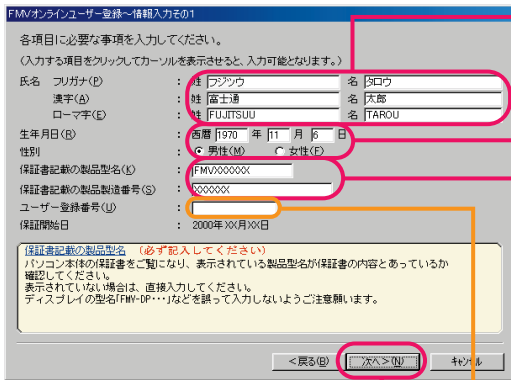 FMVオンラインユーザー登録～情報入力その1
各項目に必要な事項を入力してください。
(入力する項目をクリックしてカーソルを表示させると、入力可能となります。)
氏名 フリガナ(P) : 姓 フジツウ 名 タロウ
漢字(A) : 姓 富士通 名 太郎
ローマ字(E) : 姓 FUJITSUU 名 TAROU
生年月日(R) : 西暦 1970 年 11 月 6 日
性別 : 男性(M) 女性(F)
保証書記載の製品型名(K) : FMVXXXXXX
保証書記載の製品製造番号(S) : XXXXXXX
ユーザー登録番号(U) :
保証開始日 : 2000年XX月XX日
保証書記載の製品型名 (必ず記入してください)
パソコン本体の保証書をご覧になり、表示されている製品型名が保証書の内容とあっているか
確認してください。
表示されていない場合は、直接入力してください。
ディスプレイの型名「FMV-DP・・・」などを誤って入力しないようご注意願います。
<戻る(B) 次へ>(N) キャンセル